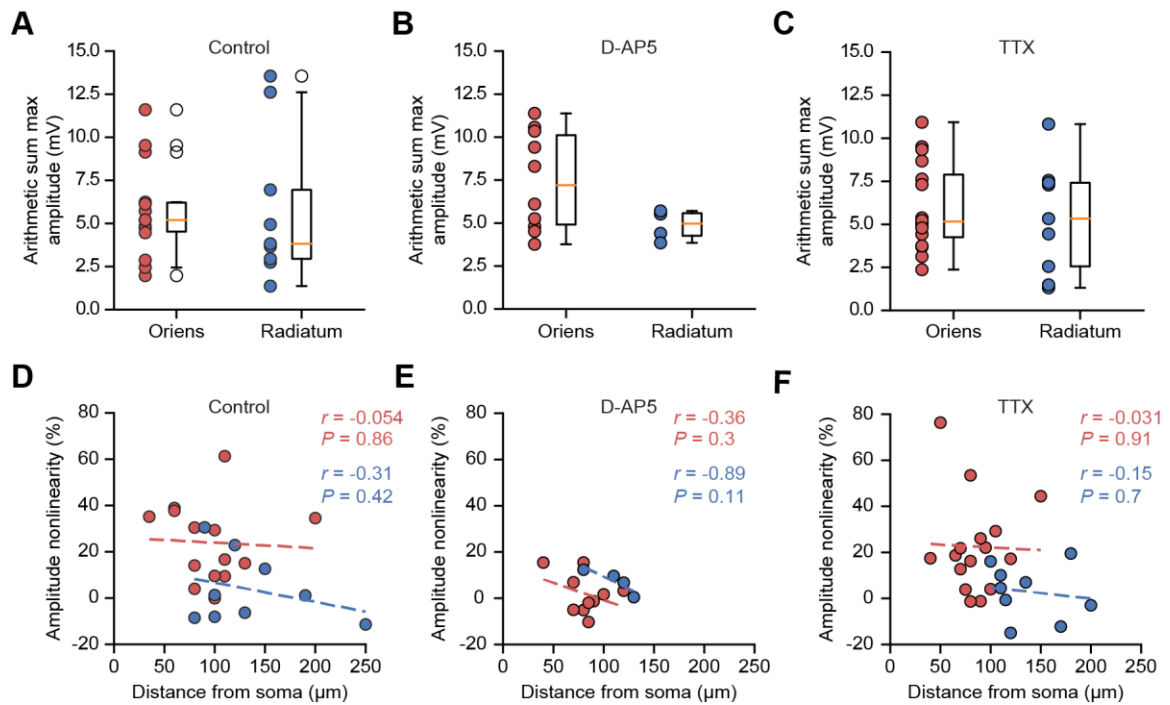 A
Control
Arithmetic sum max
amplitude (mV)
15.0
12.5
10.0
7.5
5.0
2.5
0.0
Oriens
Radiatum
B
D-AP5
Arithmetic sum max
amplitude (mV)
15.0
12.5
10.0
7.5
5.0
2.5
0.0
Oriens
Radiatum
C
TTX
Arithmetic sum max
amplitude (mV)
15.0
12.5
10.0
7.5
5.0
2.5
0.0
Oriens
Radiatum
D
Control
Amplitude nonlinearity (%)
80
60
40
20
0
-20
r = -0.054
P = 0.86
r = -0.31
P = 0.42
0 50 100 150 200 250
Distance from soma (μm)
E
D-AP5
Amplitude nonlinearity (%)
80
60
40
20
0
-20
r = -0.36
P = 0.3
r = -0.89
P = 0.11
0 50 100 150 200 250
Distance from soma (μm)
F
TTX
Amplitude nonlinearity (%)
80
60
40
20
0
-20
r = -0.031
P = 0.91
r = -0.15
P = 0.7
0 50 100 150 200 250
Distance from soma (μm)